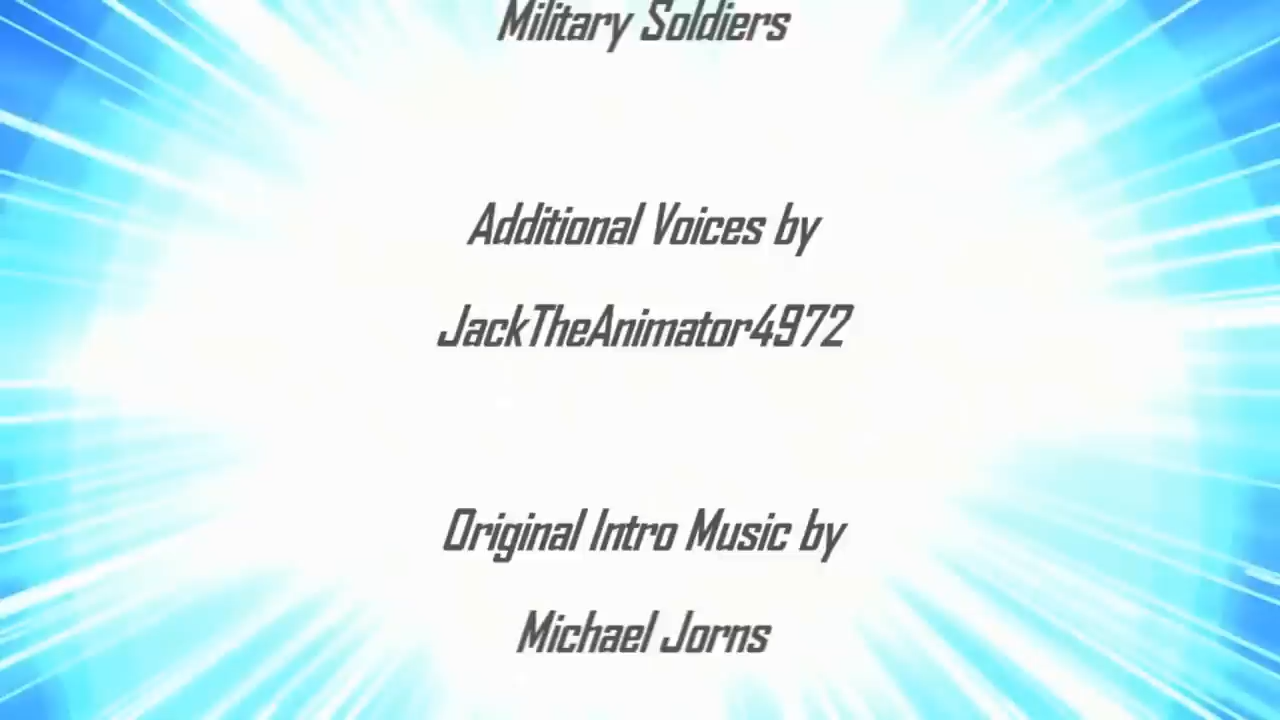 Military Soldiers
Additional Voices by
JackTheAnimator4972
Original Intro Music by
Michael Jorns